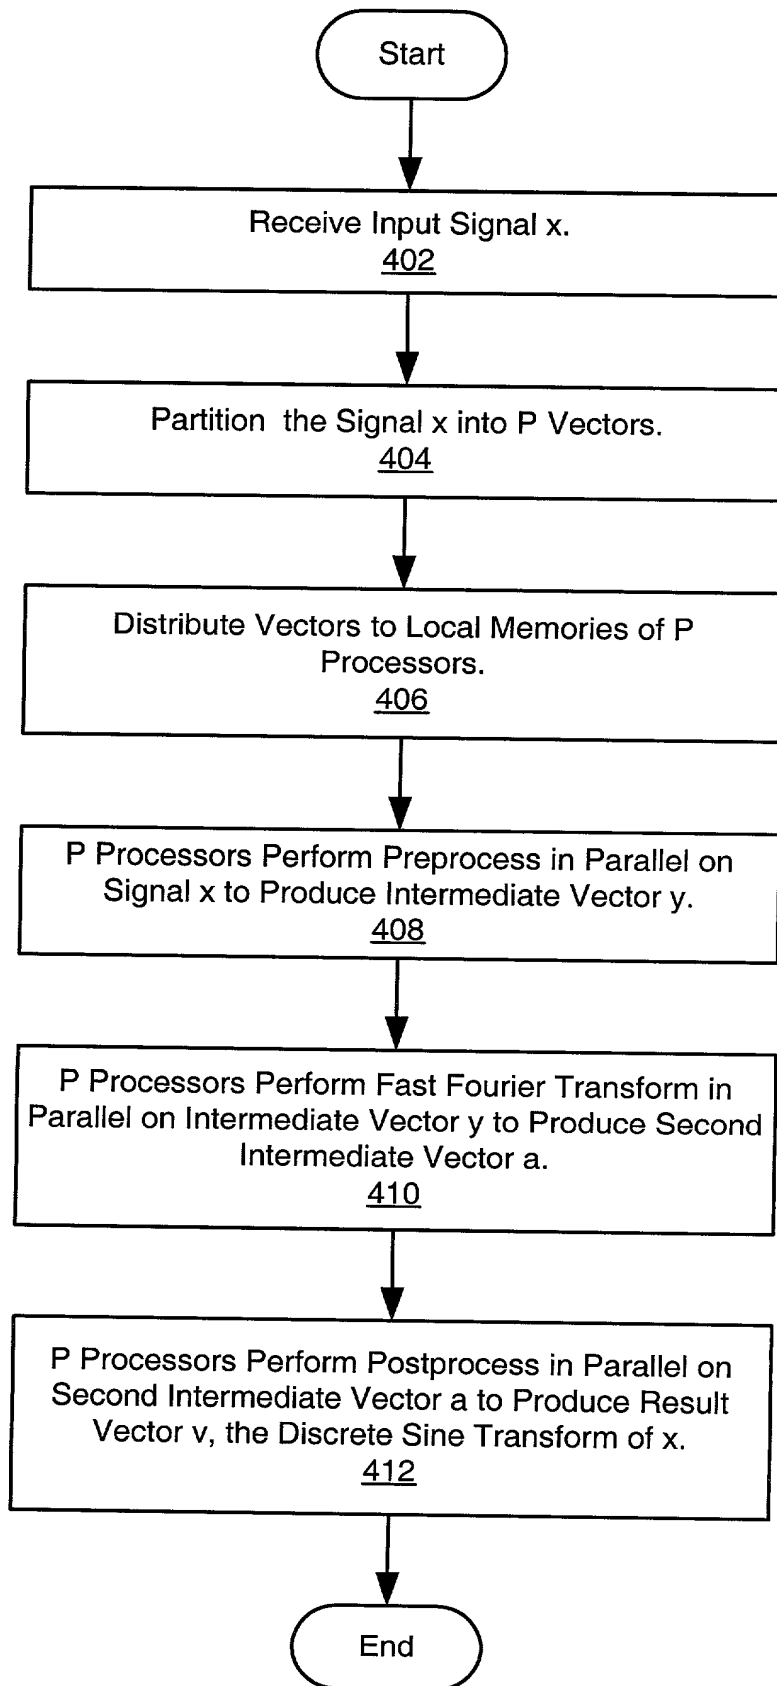 Start
Receive Input Signal x.
402
Partition the Signal x into P Vectors.
404
Distribute Vectors to Local Memories of P
Processors.
406
P Processors Perform Preprocess in Parallel on
Signal x to Produce Intermediate Vector y.
408
P Processors Perform Fast Fourier Transform in
Parallel on Intermediate Vector y to Produce Second
Intermediate Vector a.
410
P Processors Perform Postprocess in Parallel on
Second Intermediate Vector a to Produce Result
Vector v, the Discrete Sine Transform of x.
412
End